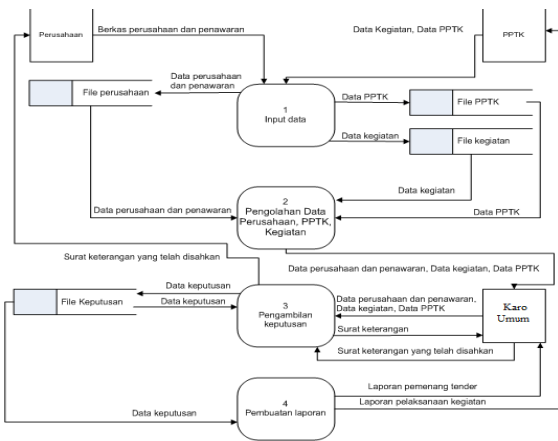 Perusahaan
Berkas perusahaan dan penawaran
Data Kegiatan, Data PPTK
PPTK
Data perusahaan
dan penawaran
File perusahaan
1
Input data
Data PPTK
File PPTK
Data kegiatan
File kegiatan
2
Pengolahan Data
Perusahaan, PPTK,
Kegiatan
Data kegiatan
Data perusahaan dan penawaran
Data PPTK
Surat keterangan yang telah disahkan
Data perusahaan dan penawaran, Data kegiatan, Data PPTK
Data keputusan
File Keputusan
Data keputusan
3
Pengambilan
keputusan
Data perusahaan dan penawaran,
Data kegiatan, Data PPTK
Surat keterangan
Karo
Umum
Surat keterangan yang telah disahkan
4
Pembuatan laporan
Laporan pemenang tender
Laporan pelaksanaan kegiatan
Data keputusan